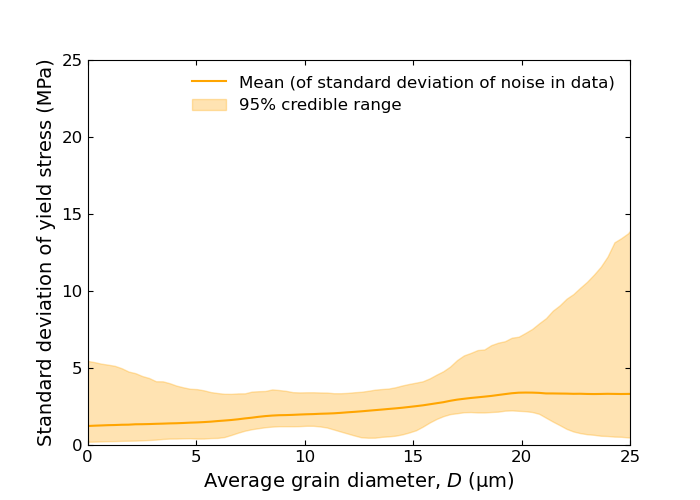 Standard deviation of yield stress (MPa)
25
20
15
10
5
0
Mean (of standard deviation of noise in data)
95% credible range
0 5 10 15 20 25
Average grain diameter, D (μm)